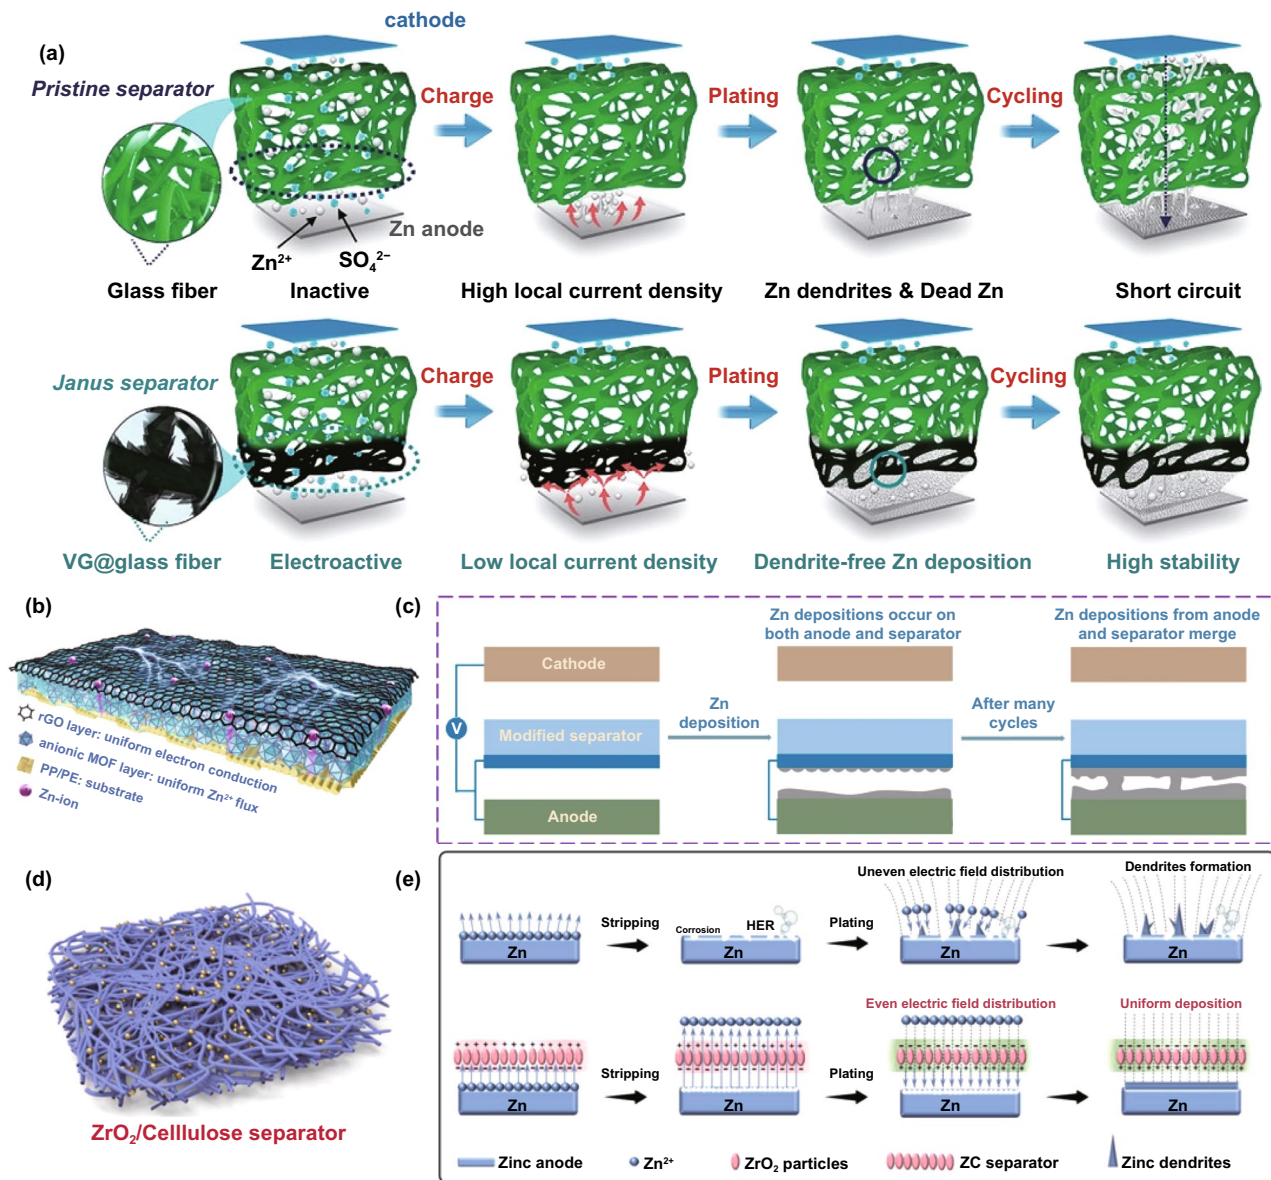 cathode
(a)
Pristine separator
Charge
Plating
Cycling
Zn anode
Zn²⁺
SO₄²⁻
Glass fiber
Inactive
High local current density
Zn dendrites & Dead Zn
Short circuit
Janus separator
Charge
Plating
Cycling
VG@glass fiber
Electroactive
Low local current density
Dendrite-free Zn deposition
High stability
(b)
rGO layer: uniform electron conduction
anionic MOF layer: uniform Zn²⁺ flux
PP/PE: substrate
Zn-ion
(c)
Zn depositions occur on
both anode and separator
Zn depositions from anode
and separator merge
Cathode
V
Modified separator
Zn
deposition
After many
cycles
Anode
(d)
ZrO₂/Celllulose separator
(e)
Uneven electric field distribution
Dendrites formation
Stripping
Corrosion
HER
Plating
Zn
Zn
Zn
Zn
Even electric field distribution
Uniform deposition
Stripping
Plating
Zn
Zn
Zn
Zn
Zinc anode
Zn²⁺
ZrO₂ particles
ZC separator
Zinc dendrites